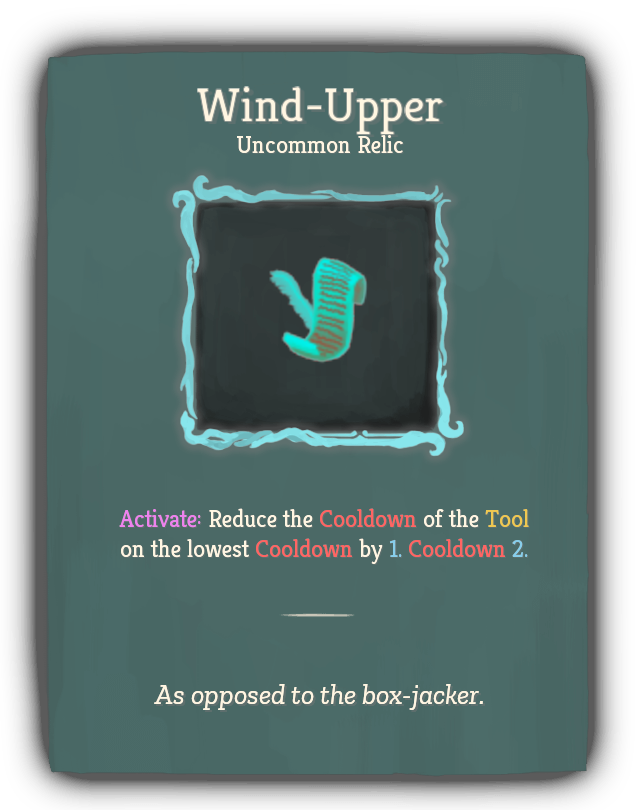 Wind-Upper
Uncommon Relic
Activate: Reduce the Cooldown of the Tool
on the lowest Cooldown by 1. Cooldown 2.
As opposed to the box-jacker.